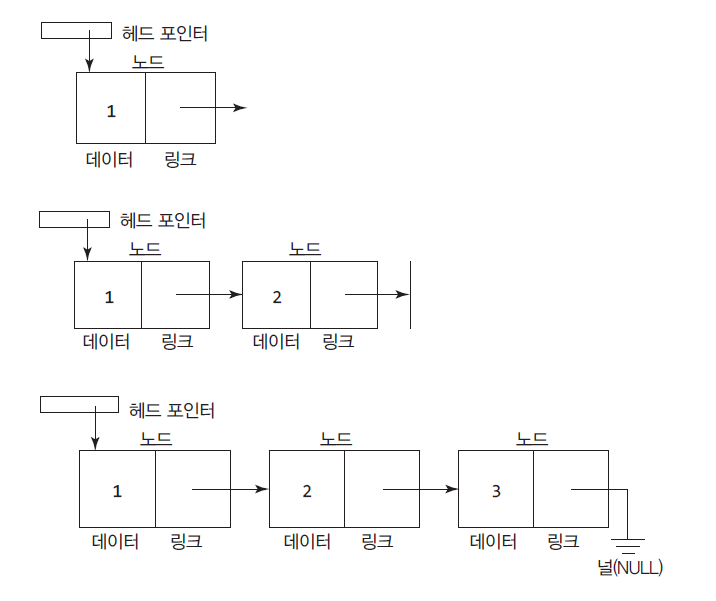 헤드 포인터
노드
1
데이터 링크
헤드 포인터
노드 노드
1 2
데이터 링크 데이터 링크
헤드 포인터
노드 노드 노드
1 2 3
데이터 링크 데이터 링크 데이터 링크
널(NULL)